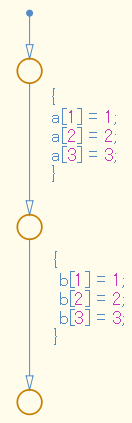 {
a[1] = 1;
a[2] = 2;
a[3] = 3;
}
{
b[1] = 1;
b[2] = 2;
b[3] = 3;
}